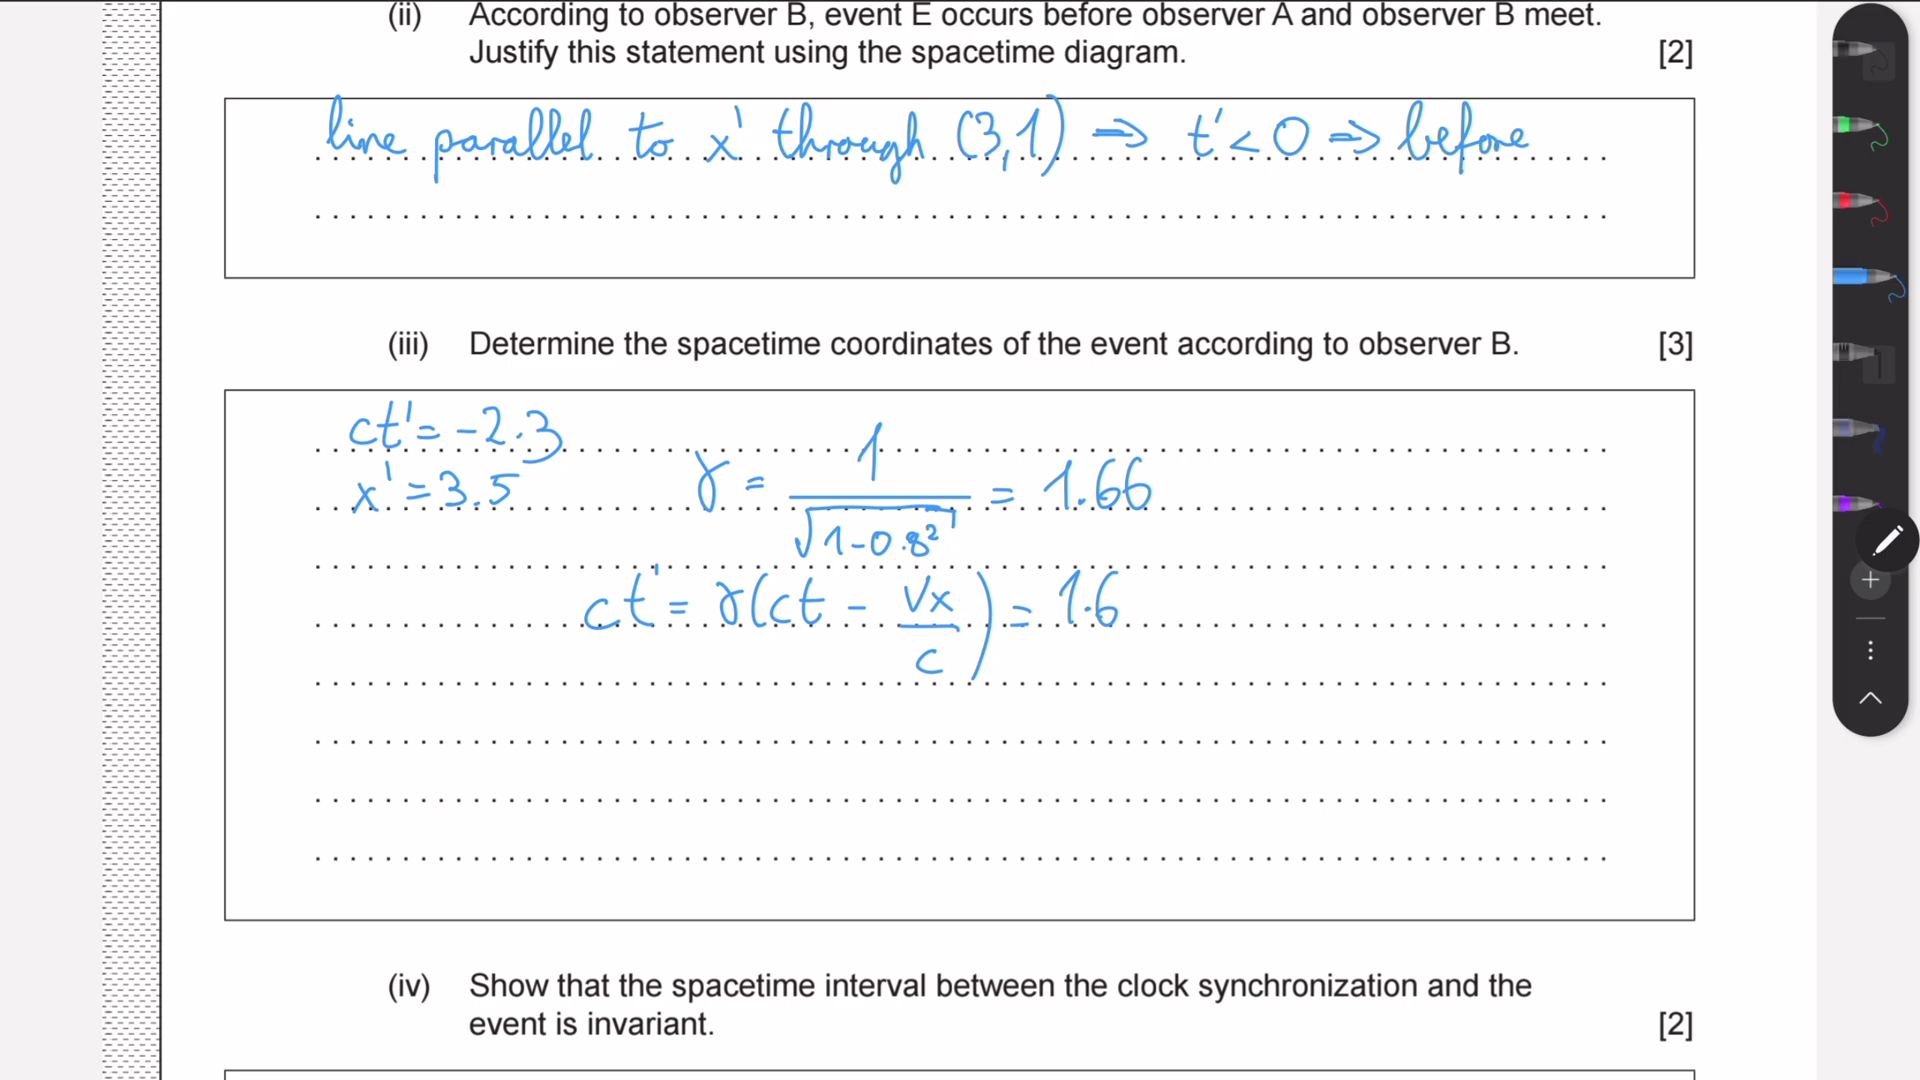 (ii) According to observer B, event E occurs before observer A and observer B meet.
Justify this statement using the spacetime diagram. [2]
line parallel to x' through (3,1) ⇒ t' < 0 ⇒ before
(iii) Determine the spacetime coordinates of the event according to observer B. [3]
ct' = -2.3
x' = 3.5
γ = 1 / √(1-0.8²) = 1.66
ct' = γ(ct - vx/c) = 1.6
(iv) Show that the spacetime interval between the clock synchronization and the
event is invariant. [2]